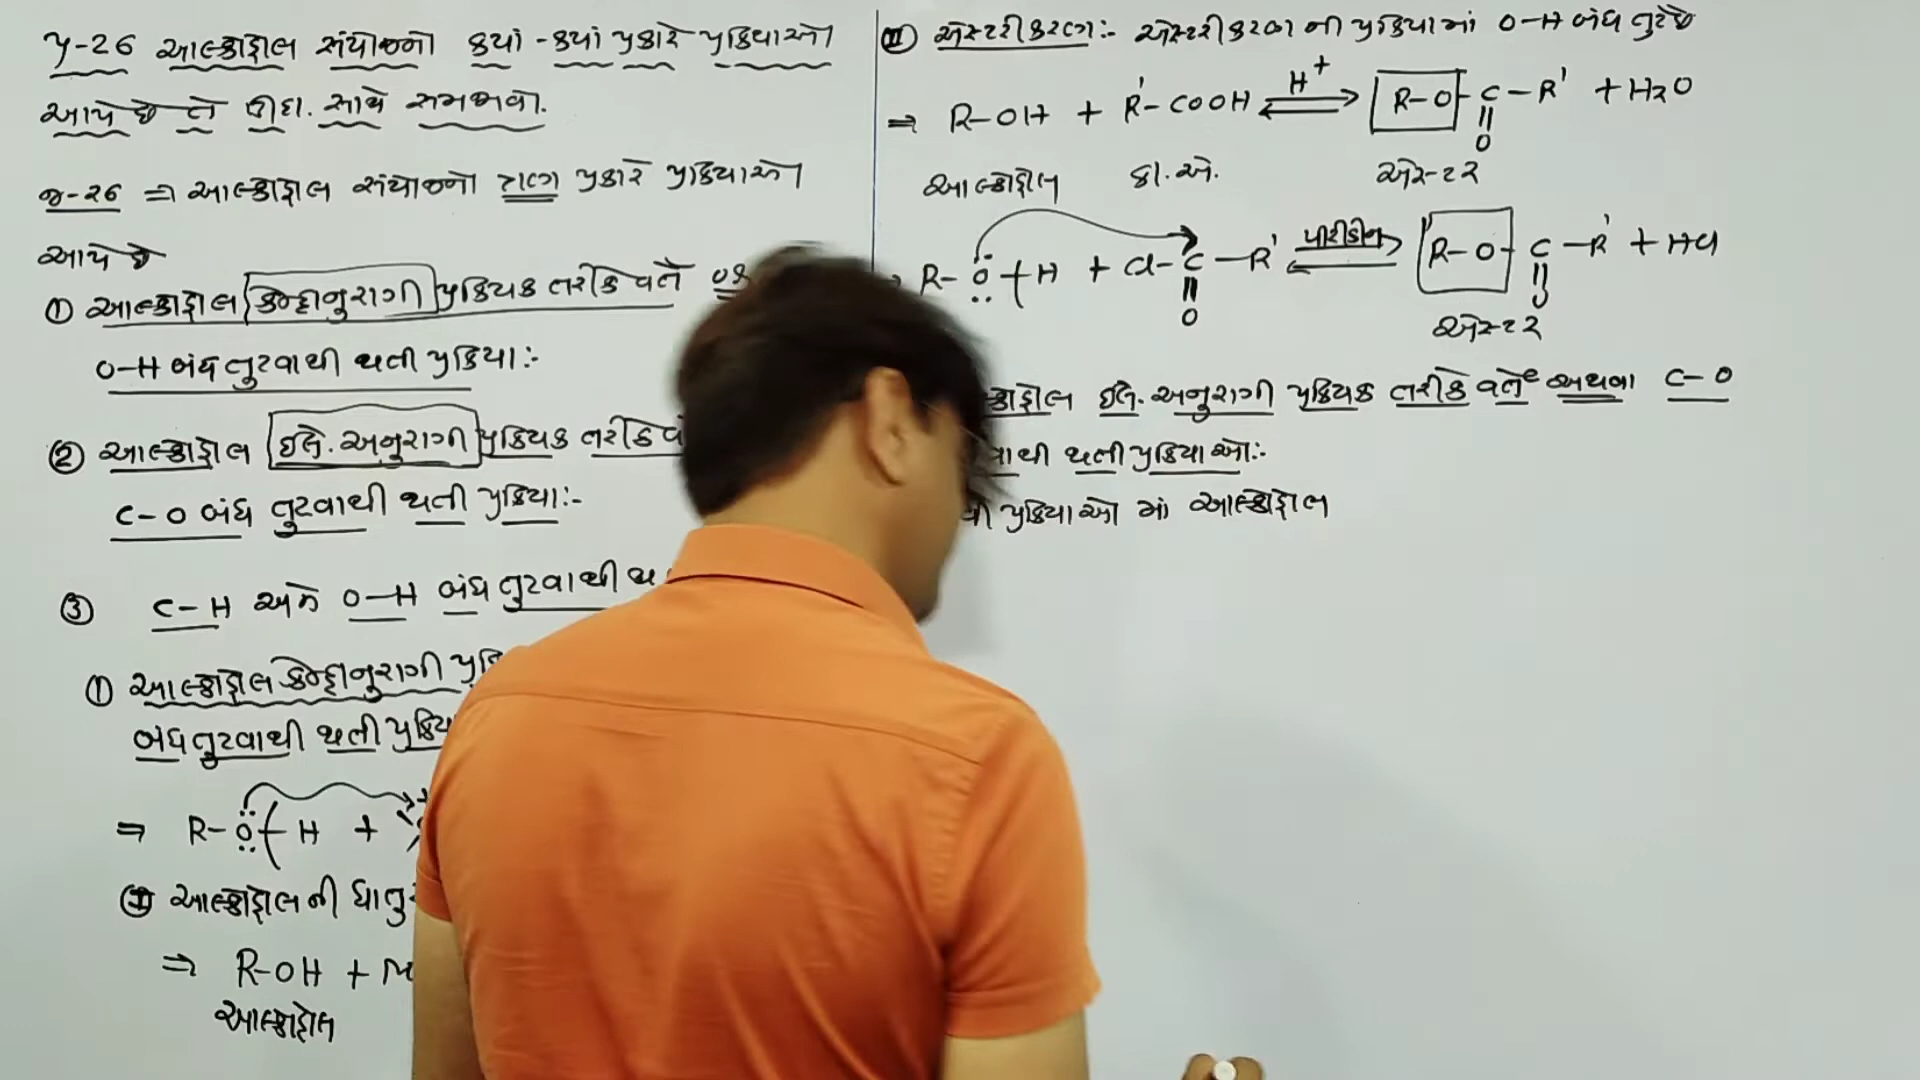 પ્ર-26 આલ્કોહોલ સંયોજનો કયાં-કયાં પ્રકારે પ્રક્રિયાઓ
આપે છે તે ઉદા. સાથે સમજાવો.
જ-26 ⇒ આલ્કોહોલ સંયોજનો ત્રણ પ્રકારે પ્રક્રિયાઓ
આપે છે
① આલ્કોહોલ કેન્દ્રાનુરાગી પ્રક્રિયક તરીકે વર્તે
O-H બંધ તુટવાથી થતી પ્રક્રિયા:-
② આલ્કોહોલ ઈલે. અનુરાગી પ્રક્રિયક તરીકે
C-O બંધ તુટવાથી થતી પ્રક્રિયા:-
③ C-H અને O-H બંધ તુટવાથી
① આલ્કોહોલ કેન્દ્રાનુરાગી
બંધ તુટવાથી થતી
⇒ R-O-H +
આલ્કોહોલની
⇒ R-OH +
આલ્કોહોલ
II એસ્ટરીકરણ:- એસ્ટરીકરણની પ્રક્રિયામાં O-H બંધ તુટે છે
⇒ R-OH + R'-COOH ⇌ H+ R-O-C-R' + H2O
O
આલ્કોહોલ કા.એ. એસ્ટર
R-O-H + Cl-C-R' ⇌ પીરીડીન R-O-C-R' + HCl
O O
એસ્ટર
ઈલે. અનુરાગી પ્રક્રિયક તરીકે વર્તે અથવા C-O
થતી પ્રક્રિયાઓ:-
પ્રક્રિયાઓ માં આલ્કોહોલ